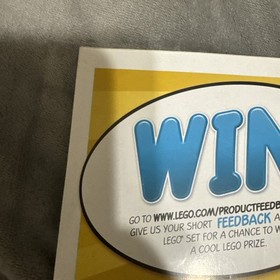 WIN
GO TO WWW.LEGO.COM/PRODUCTFEEDB
GIVE US YOUR SHORT FEEDBACK A
LEGO® SET FOR A CHANCE TO W
A COOL LEGO PRIZE.